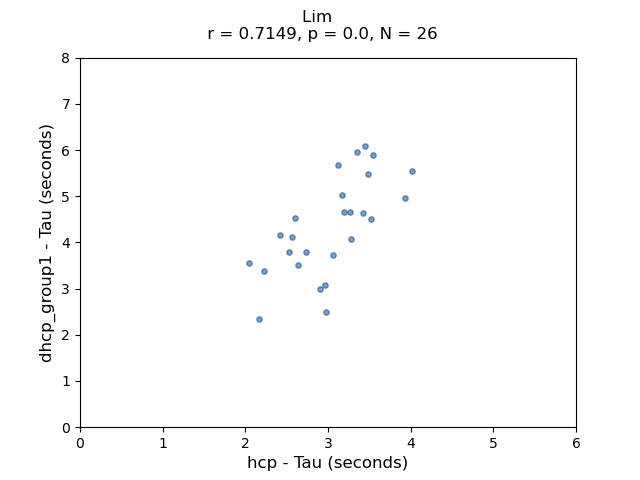 Lim
r = 0.7149, p = 0.0, N = 26
8
7
6
5
4
3
2
1
0
dhcp_group1 - Tau (seconds)
0 1 2 3 4 5 6
hcp - Tau (seconds)